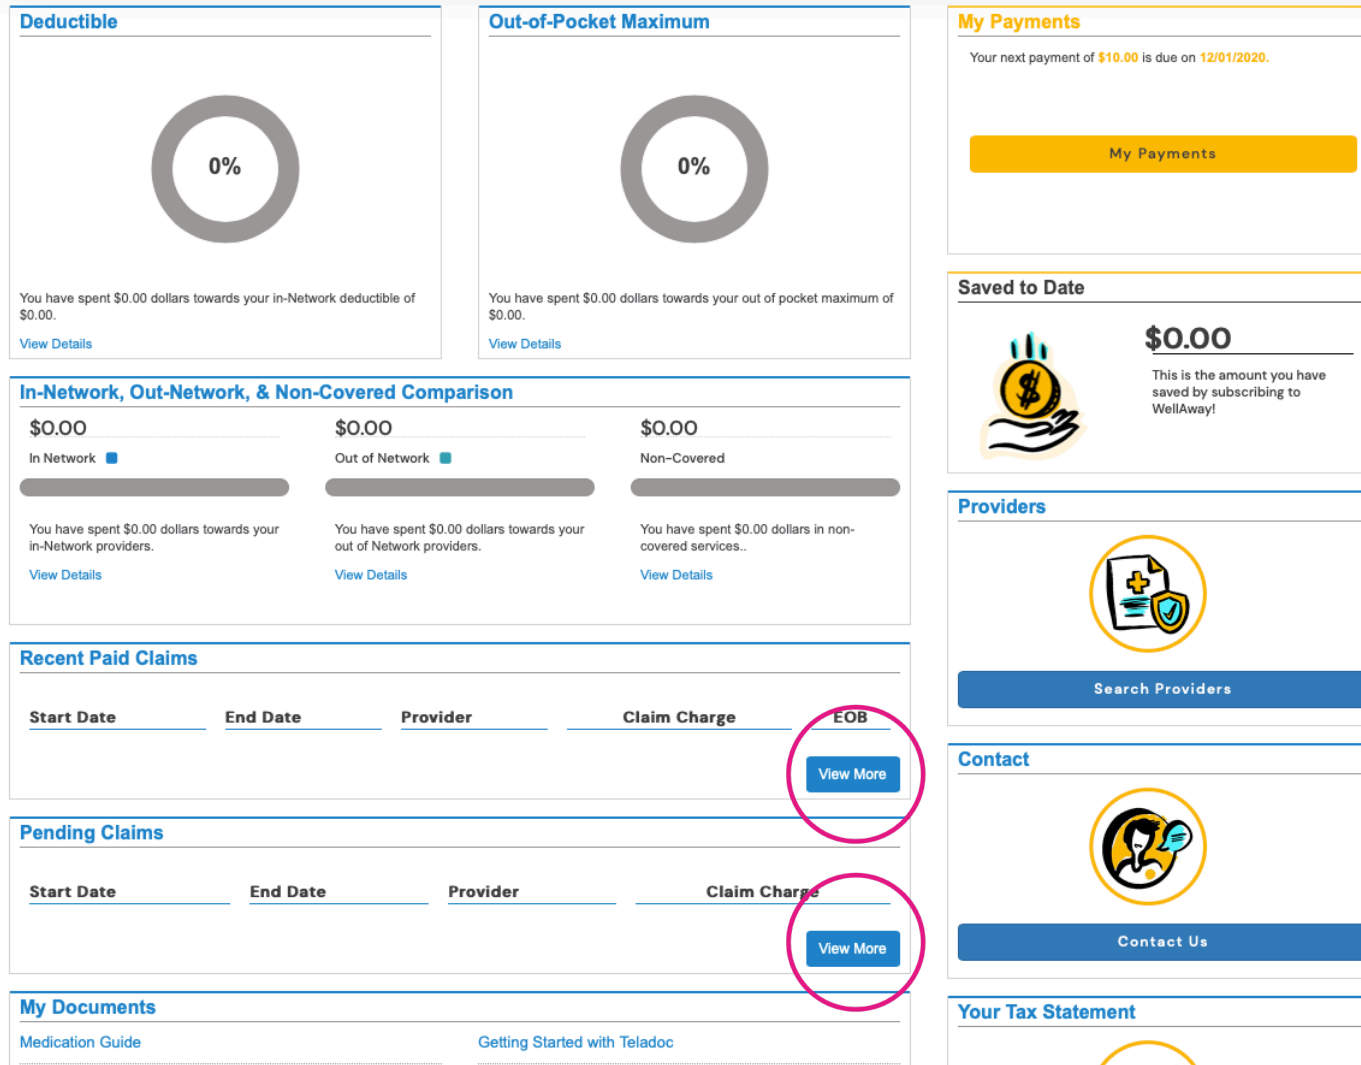 Deductible
0%
You have spent $0.00 dollars towards your in-Network deductible of
$0.00.
View Details
Out-of-Pocket Maximum
0%
You have spent $0.00 dollars towards your out of pocket maximum of
$0.00.
View Details
In-Network, Out-Network, & Non-Covered Comparison
$0.00
In Network
You have spent $0.00 dollars towards your
in-Network providers.
View Details
$0.00
Out of Network
You have spent $0.00 dollars towards your
out of Network providers.
View Details
$0.00
Non-Covered
You have spent $0.00 dollars in non-
covered services..
View Details
Recent Paid Claims
Start Date End Date Provider Claim Charge EOB
View More
Pending Claims
Start Date End Date Provider Claim Charge
View More
My Documents
Medication Guide Getting Started with Teladoc
My Payments
Your next payment of $10.00 is due on 12/01/2020.
My Payments
Saved to Date
$0.00
This is the amount you have
saved by subscribing to
WellAway!
Providers
Search Providers
Contact
Contact Us
Your Tax Statement